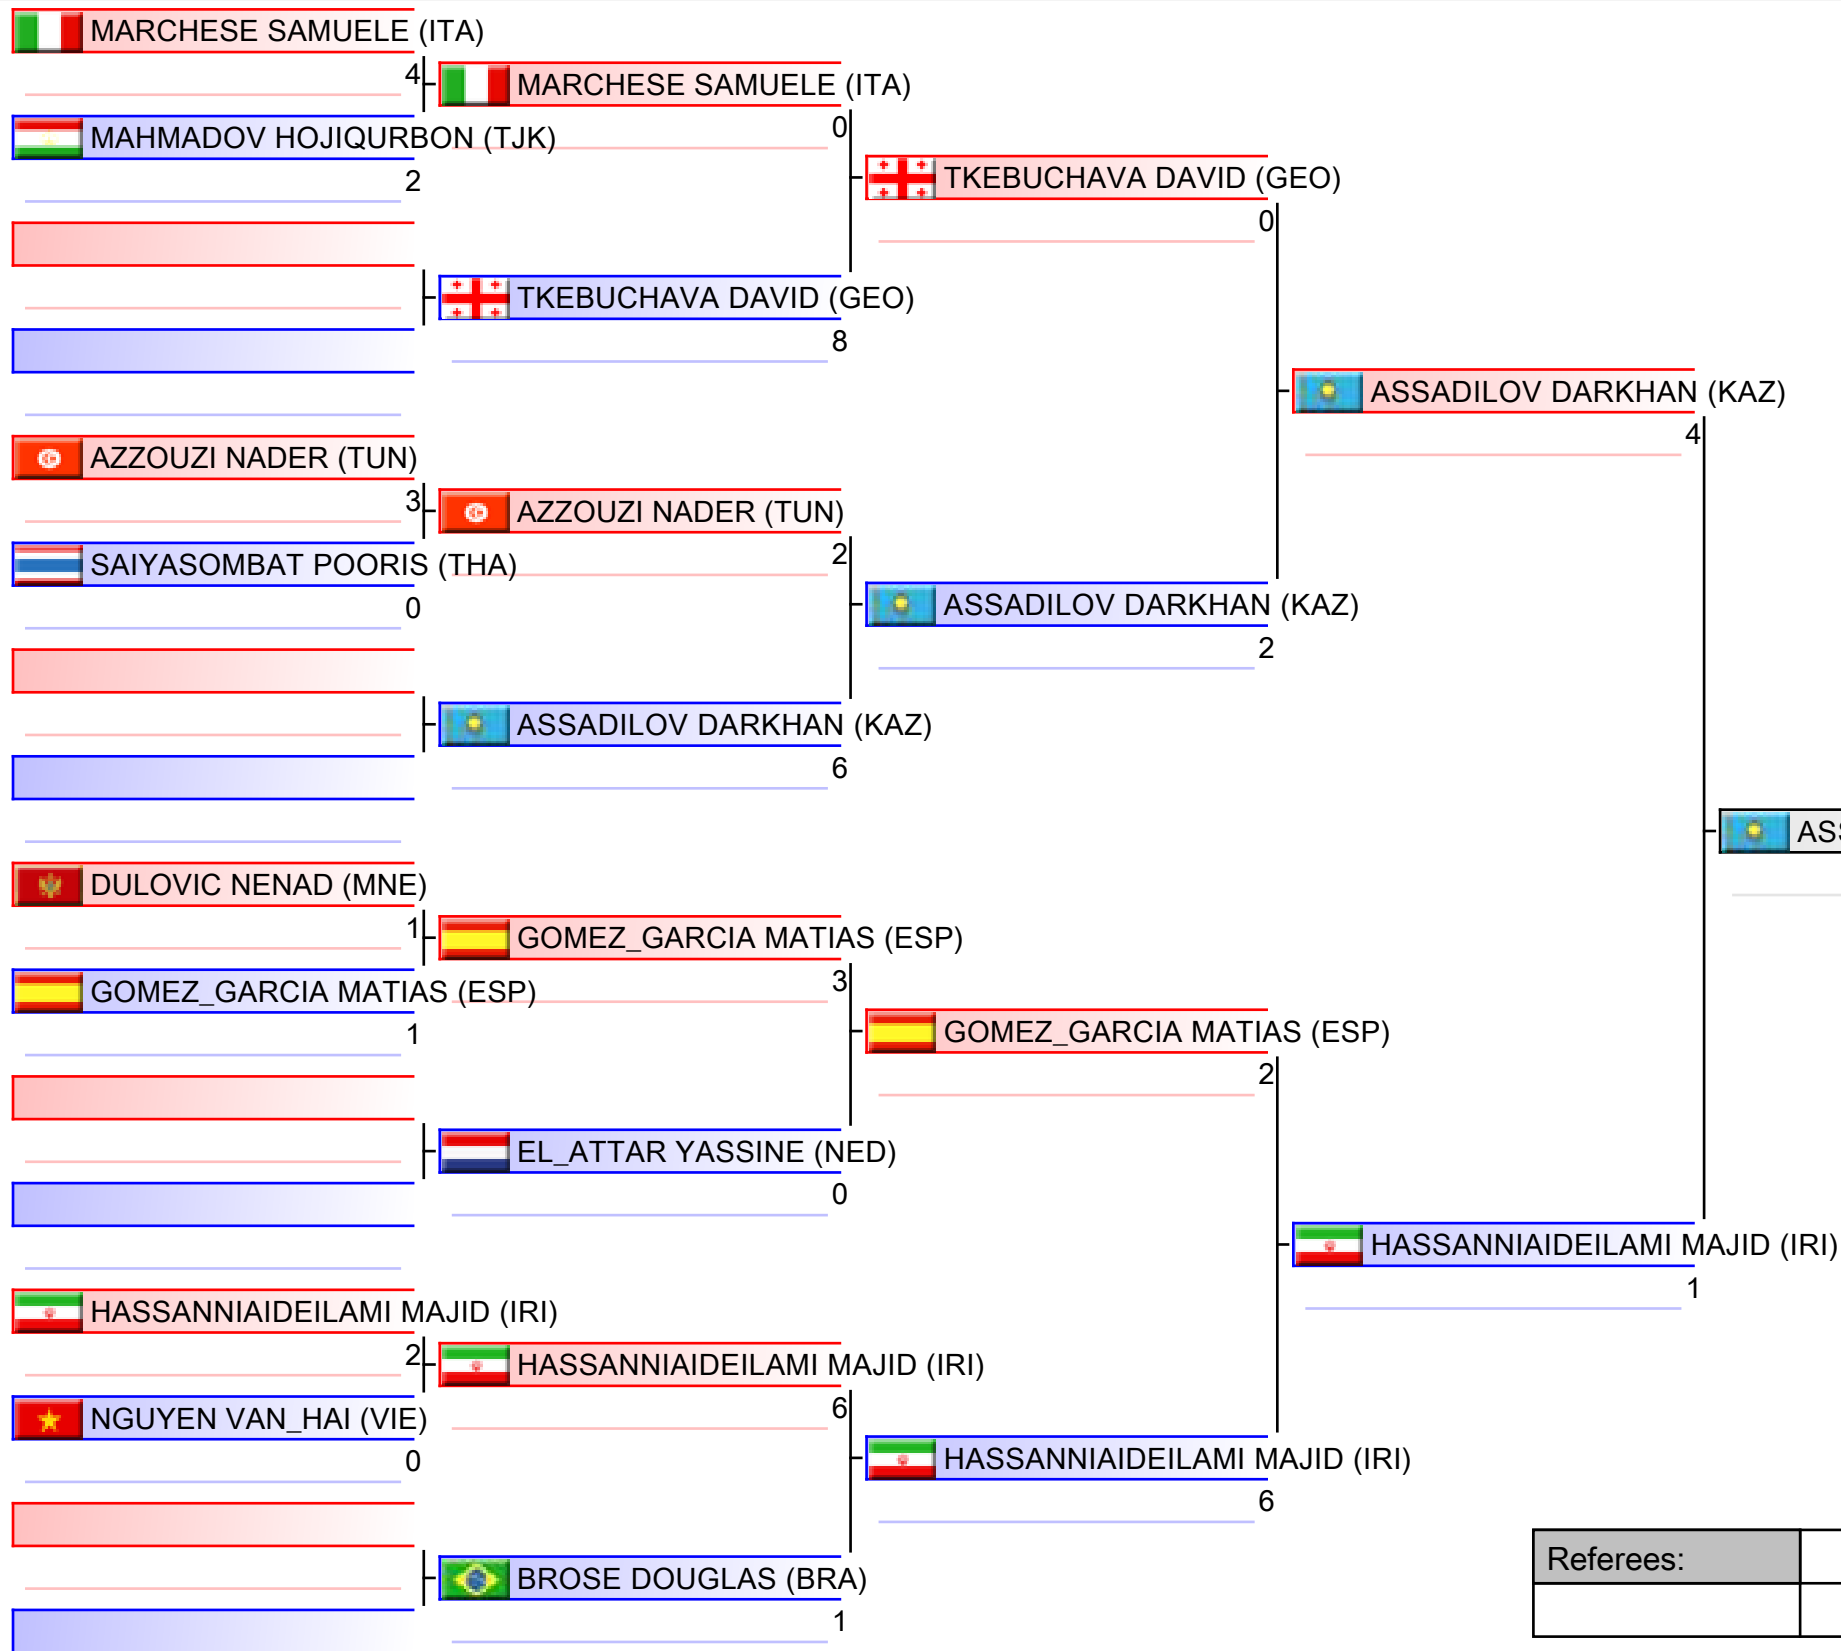 MARCHESE SAMUELE (ITA)
4
MARCHESE SAMUELE (ITA)
0
MAHMADOV HOJIQURBON (TJK)
2
TKEBUCHAVA DAVID (GEO)
0
TKEBUCHAVA DAVID (GEO)
8
ASSADILOV DARKHAN (KAZ)
4
AZZOUZI NADER (TUN)
3
AZZOUZI NADER (TUN)
2
SAIYASOMBAT POORIS (THA)
0
ASSADILOV DARKHAN (KAZ)
2
ASSADILOV DARKHAN (KAZ)
6
DULOVIC NENAD (MNE)
1
GOMEZ_GARCIA MATIAS (ESP)
3
GOMEZ_GARCIA MATIAS (ESP)
1
GOMEZ_GARCIA MATIAS (ESP)
2
EL_ATTAR YASSINE (NED)
0
HASSANNIAIDEILAMI MAJID (IRI)
1
HASSANNIAIDEILAMI MAJID (IRI)
2
HASSANNIAIDEILAMI MAJID (IRI)
6
NGUYEN VAN_HAI (VIE)
0
HASSANNIAIDEILAMI MAJID (IRI)
6
BROSE DOUGLAS (BRA)
1
Referees: